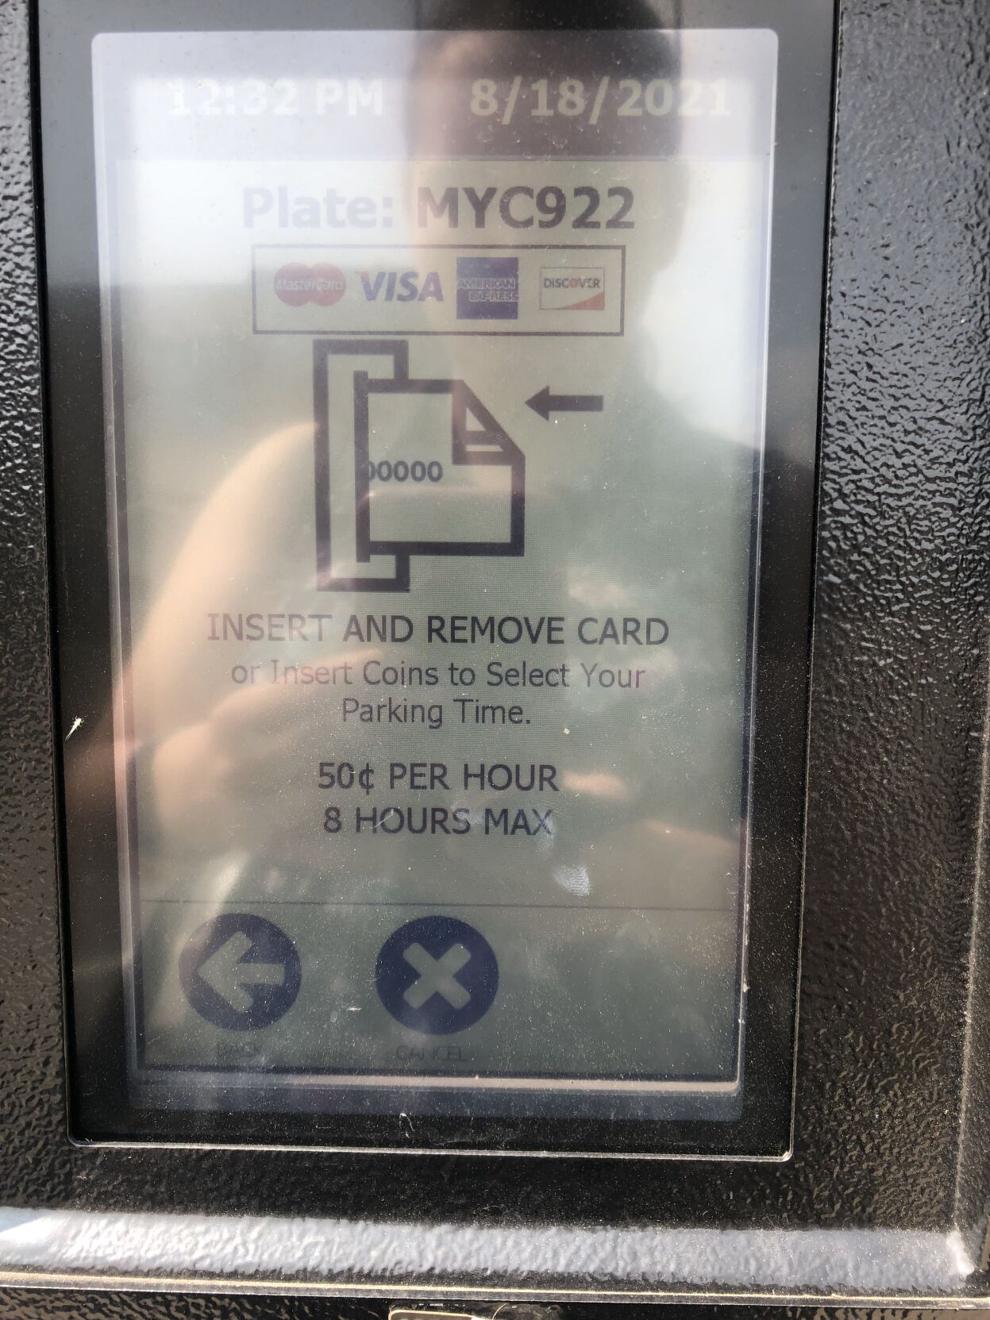 12:32 PM 8/18/2021
Plate: MYC922
MasterCard VISA AMERICAN EXPRESS DISCOVER
00000
INSERT AND REMOVE CARD
or Insert Coins to Select Your
Parking Time.
50¢ PER HOUR
8 HOURS MAX
BACK CANCEL